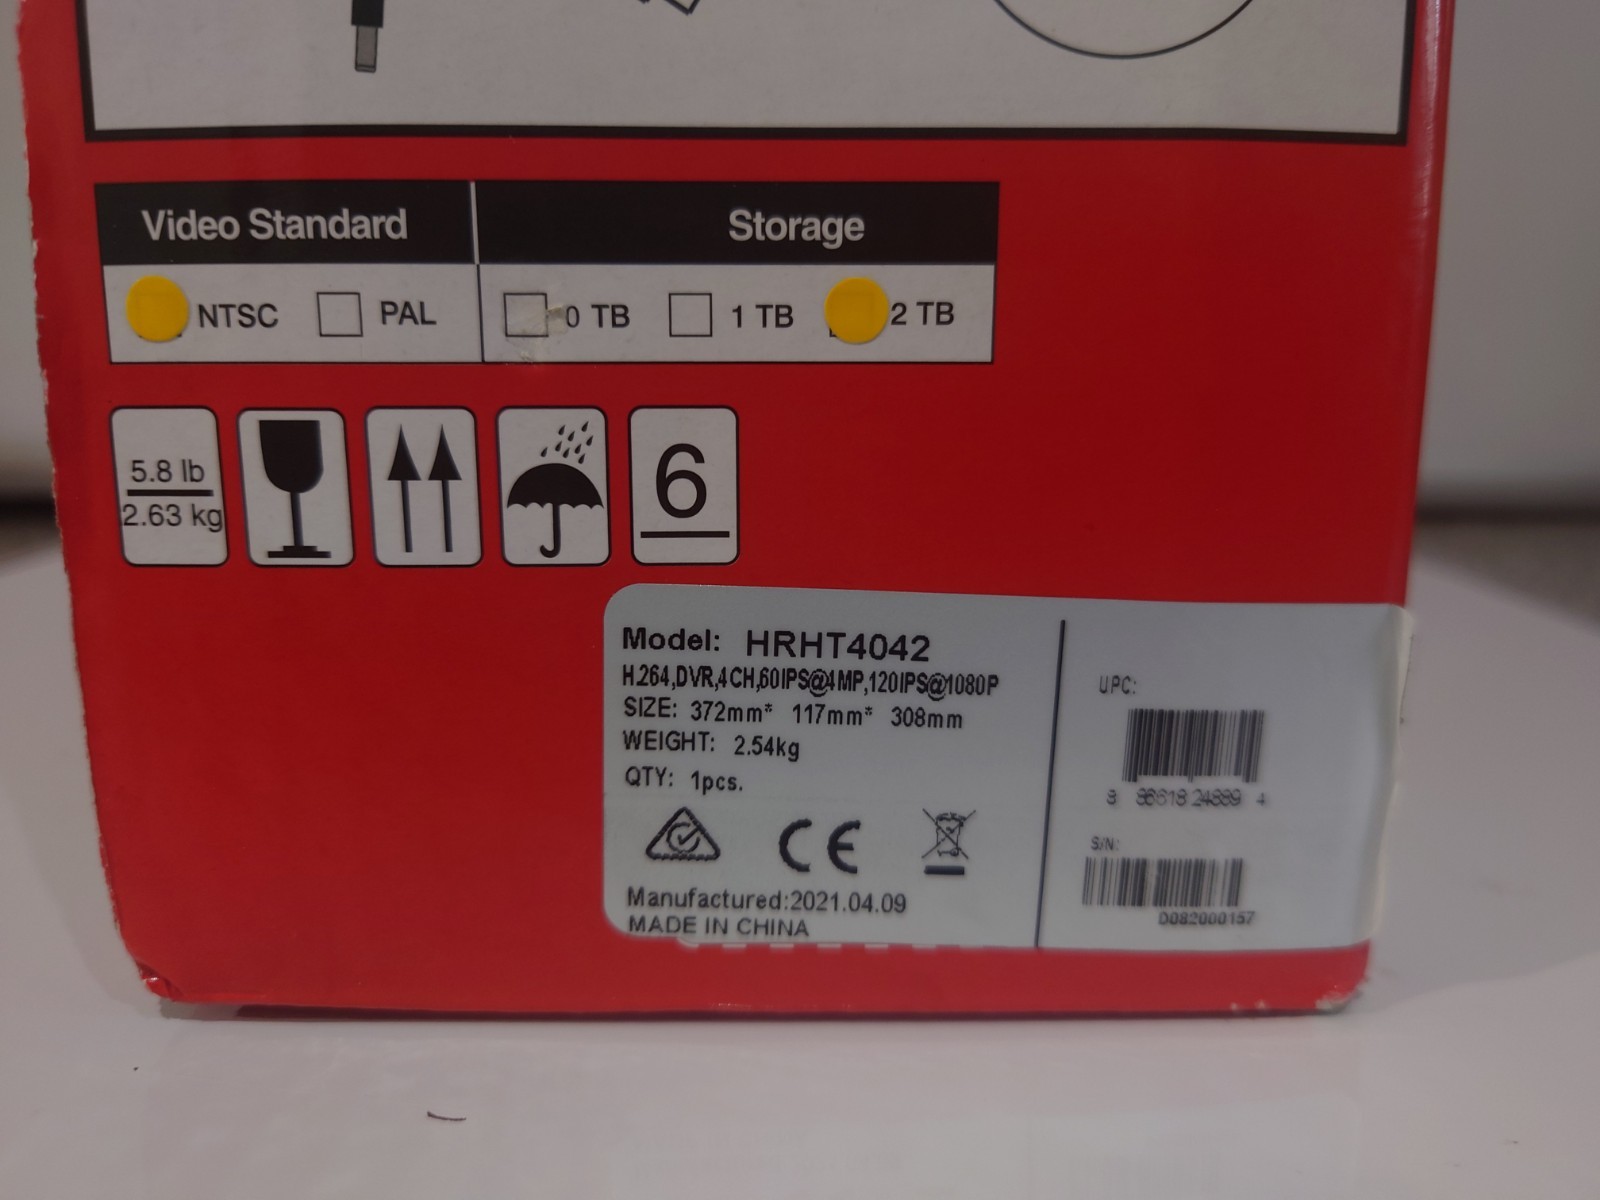 Video Standard Storage
NTSC PAL 0 TB 1 TB 2 TB
5.8 lb
2.63 kg
6
Model: HRHT4042
H.264,DVR,4CH,60IPS@4MP,120IPS@1080P
SIZE: 372mm* 117mm* 308mm
WEIGHT: 2.54kg
QTY: 1pcs.
CE
Manufactured:2021.04.09
MADE IN CHINA
UPC:
S/N:
D082000157